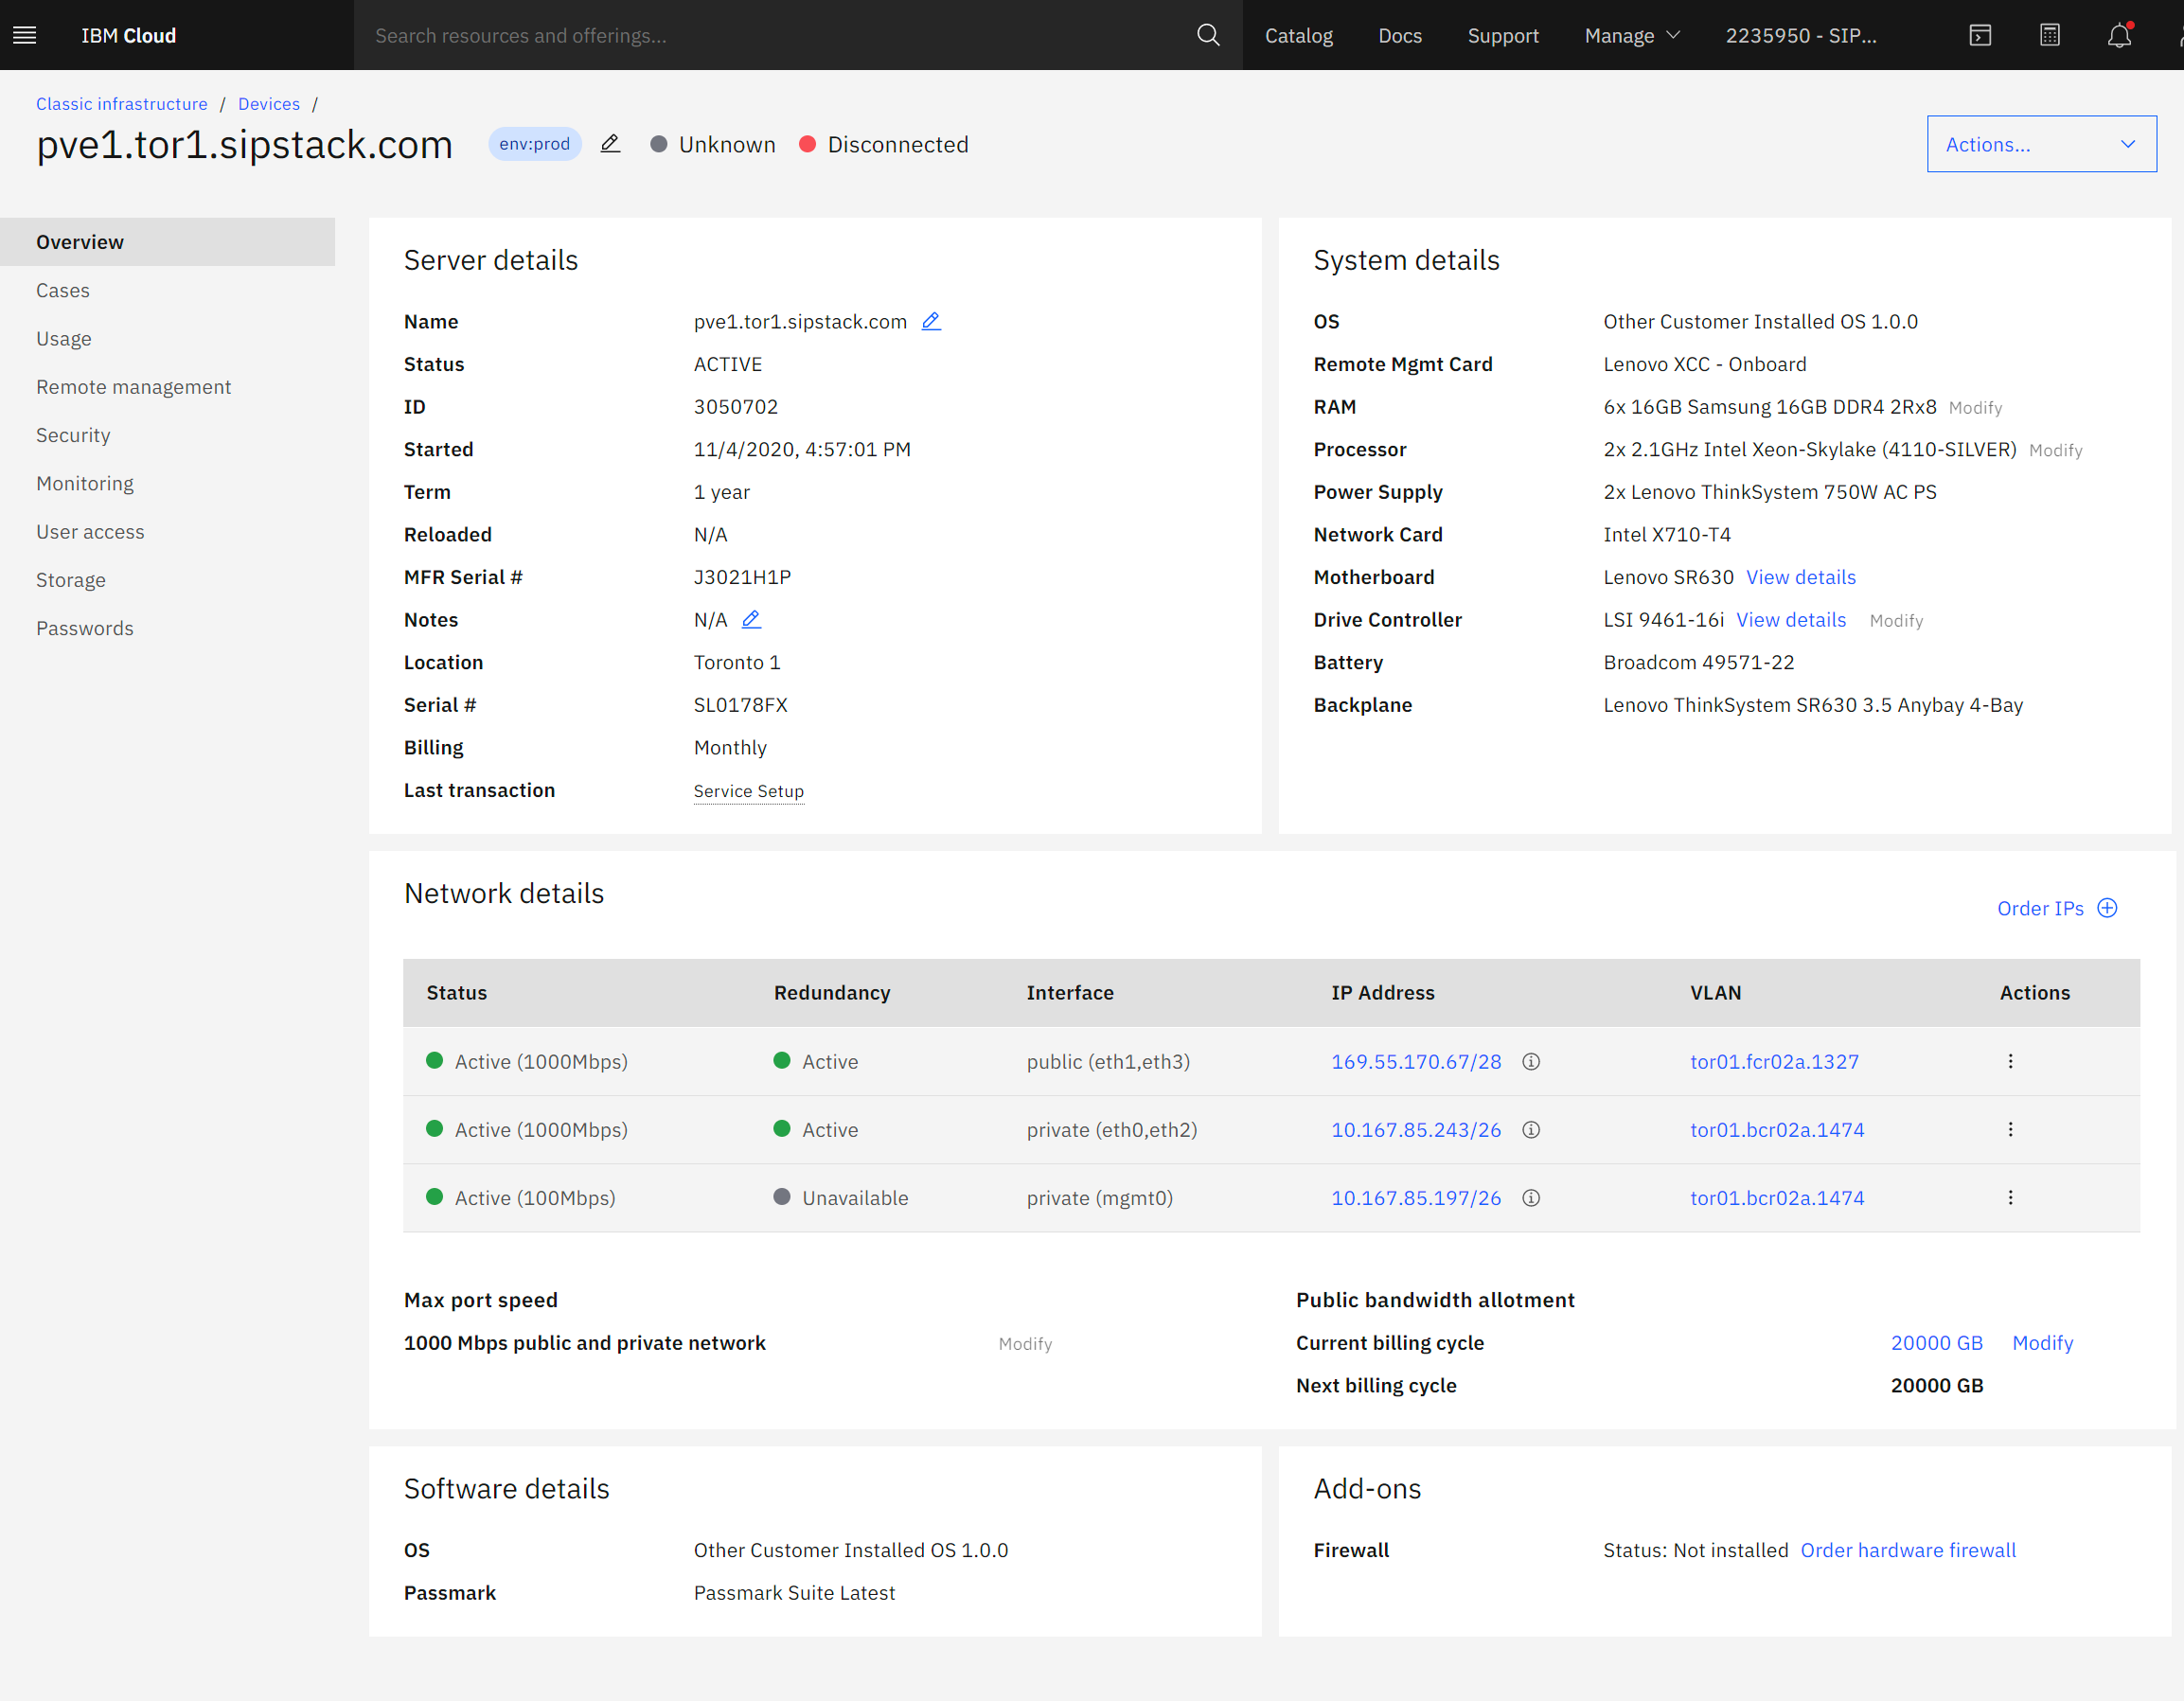 IBM Cloud
Search resources and offerings...
Catalog
Docs
Support
Manage
2235950 - SIP...
Classic infrastructure / Devices /
pve1.tor1.sipstack.com
env:prod
Unknown
Disconnected
Actions...
Overview
Cases
Usage
Remote management
Security
Monitoring
User access
Storage
Passwords
Server details
Name pve1.tor1.sipstack.com
Status ACTIVE
ID 3050702
Started 11/4/2020, 4:57:01 PM
Term 1 year
Reloaded N/A
MFR Serial # J3021H1P
Notes N/A
Location Toronto 1
Serial # SL0178FX
Billing Monthly
Last transaction Service Setup
System details
OS Other Customer Installed OS 1.0.0
Remote Mgmt Card Lenovo XCC - Onboard
RAM 6x 16GB Samsung 16GB DDR4 2Rx8 Modify
Processor 2x 2.1GHz Intel Xeon-Skylake (4110-SILVER) Modify
Power Supply 2x Lenovo ThinkSystem 750W AC PS
Network Card Intel X710-T4
Motherboard Lenovo SR630 View details
Drive Controller LSI 9461-16i View details Modify
Battery Broadcom 49571-22
Backplane Lenovo ThinkSystem SR630 3.5 Anybay 4-Bay
Network details
Order IPs
Status Redundancy Interface IP Address VLAN Actions
Active (1000Mbps) Active public (eth1,eth3) 169.55.170.67/28 tor01.fcr02a.1327
Active (1000Mbps) Active private (eth0,eth2) 10.167.85.243/26 tor01.bcr02a.1474
Active (100Mbps) Unavailable private (mgmt0) 10.167.85.197/26 tor01.bcr02a.1474
Max port speed
1000 Mbps public and private network Modify
Public bandwidth allotment
Current billing cycle 20000 GB Modify
Next billing cycle 20000 GB
Software details
OS Other Customer Installed OS 1.0.0
Passmark Passmark Suite Latest
Add-ons
Firewall Status: Not installed Order hardware firewall